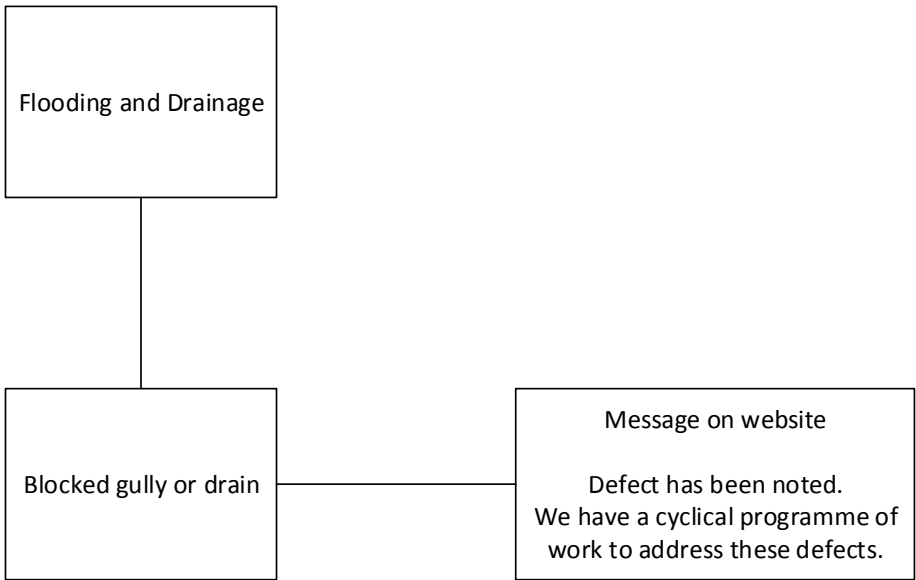 Flooding and Drainage
Blocked gully or drain
Message on website
Defect has been noted.
We have a cyclical programme of
work to address these defects.